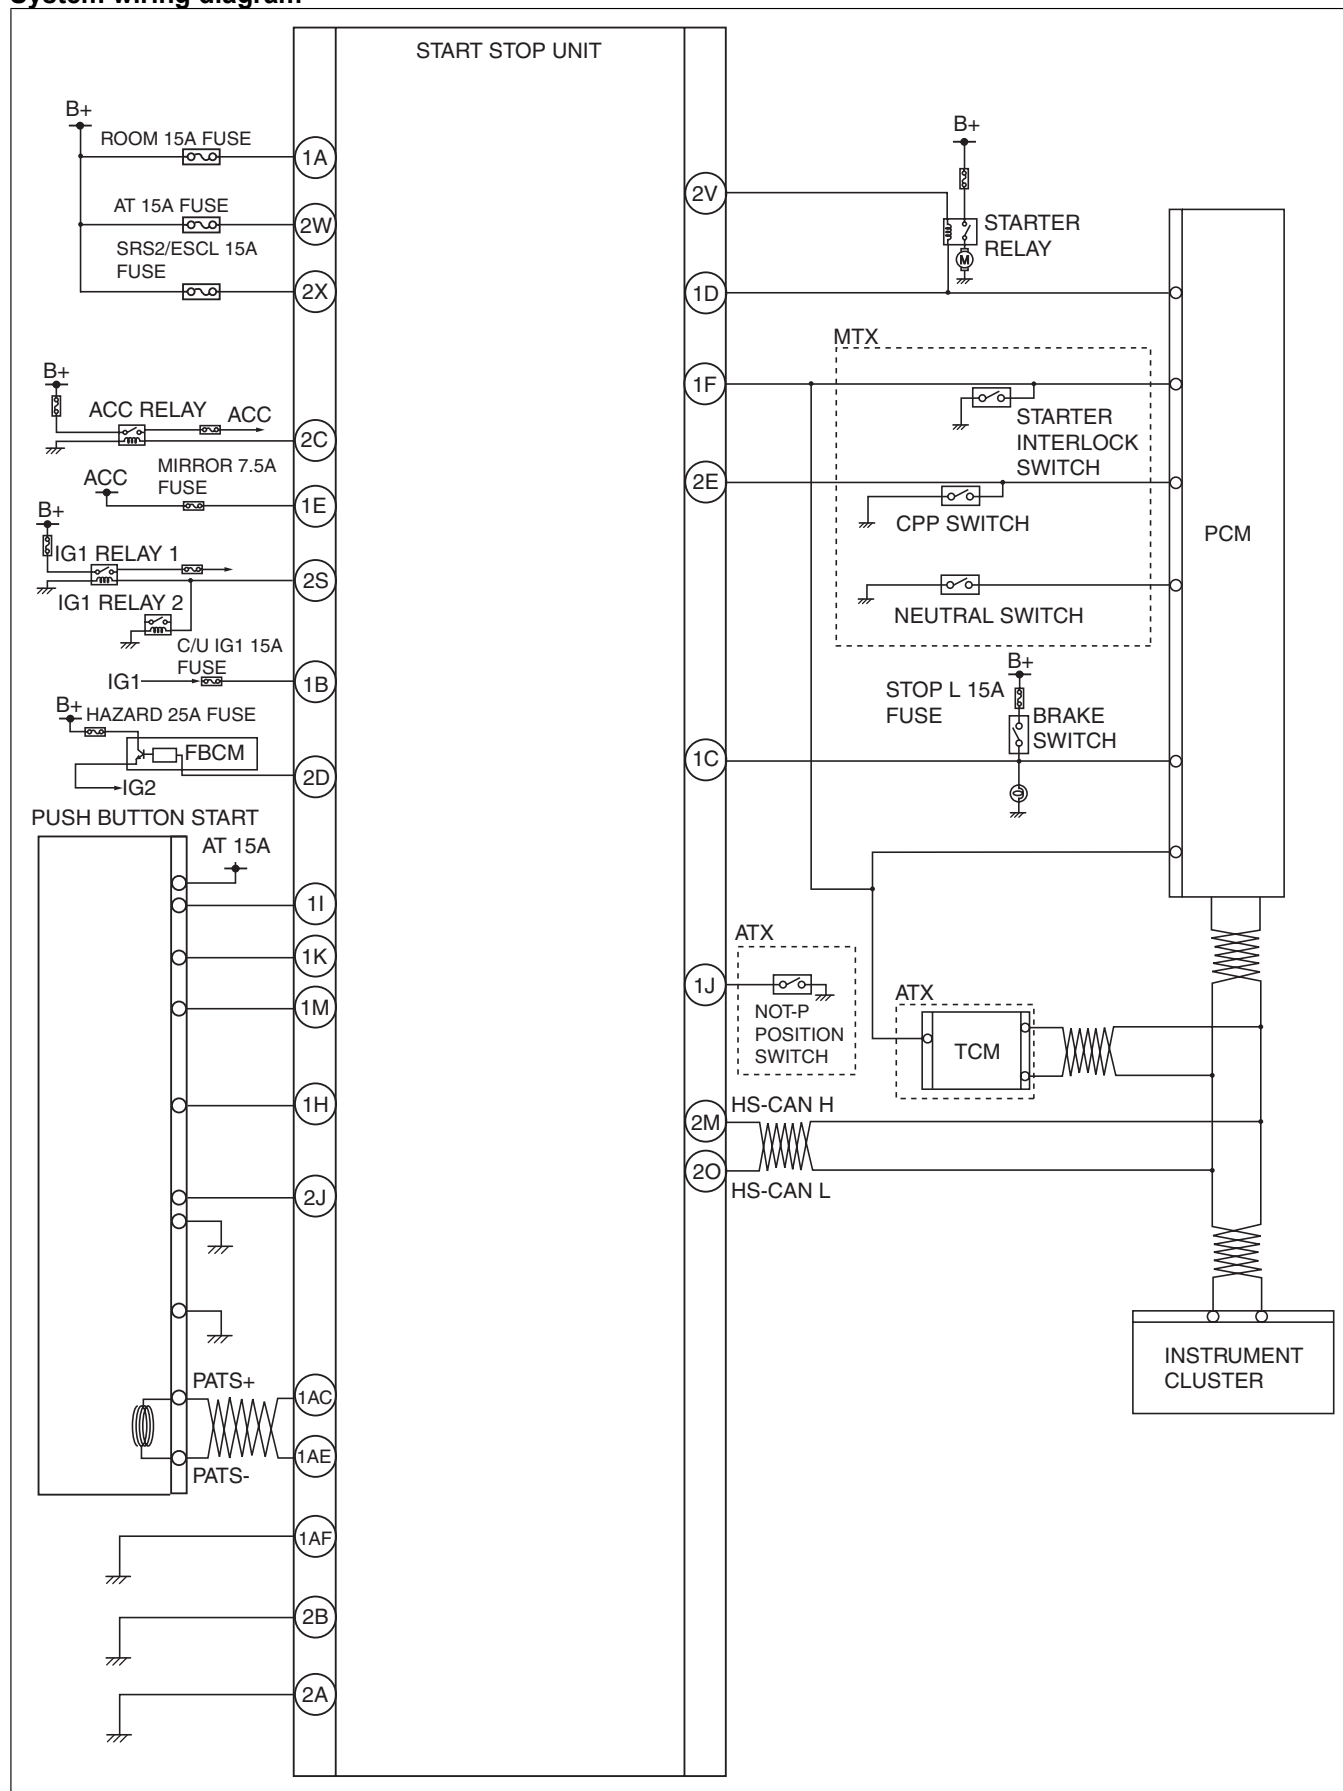 System wiring diagram
START STOP UNIT
B+
ROOM 15A FUSE
1A
AT 15A FUSE
2W
SRS2/ESCL 15A
FUSE
2X
B+
ACC RELAY
ACC
2C
MIRROR 7.5A
FUSE
ACC
1E
B+
IG1 RELAY 1
2S
IG1 RELAY 2
C/U IG1 15A
FUSE
IG1
1B
B+
HAZARD 25A FUSE
FBCM
2D
IG2
PUSH BUTTON START
AT 15A
1I
1K
1M
1H
2J
PATS+
1AC
1AE
PATS-
1AF
2B
2A
B+
2V
STARTER
RELAY
1D
MTX
1F
STARTER
INTERLOCK
SWITCH
2E
CPP SWITCH
NEUTRAL SWITCH
PCM
B+
STOP L 15A
FUSE
BRAKE
SWITCH
1C
ATX
1J
NOT-P
POSITION
SWITCH
ATX
TCM
2M
HS-CAN H
2O
HS-CAN L
INSTRUMENT
CLUSTER
M